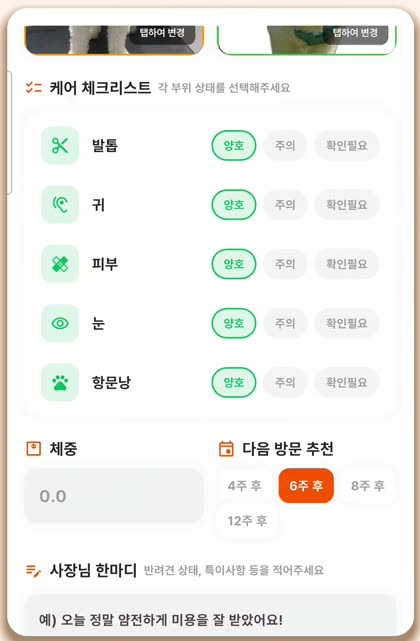 탭하여 변경
탭하여 변경
케어 체크리스트 각 부위 상태를 선택해주세요
발톱 양호 주의 확인필요
귀 양호 주의 확인필요
피부 양호 주의 확인필요
눈 양호 주의 확인필요
항문낭 양호 주의 확인필요
체중
0.0
다음 방문 추천
4주 후 6주 후 8주 후
12주 후
사장님 한마디 반려견 상태, 특이사항 등을 적어주세요
예) 오늘 정말 얌전하게 미용을 잘 받았어요!